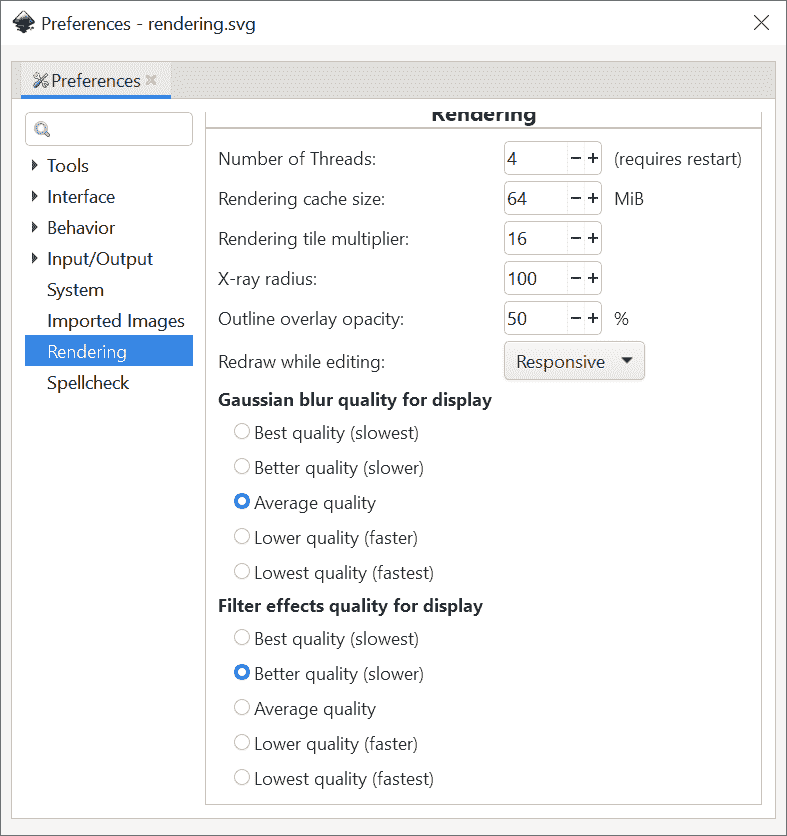 Preferences - rendering.svg
Preferences
Tools
Interface
Behavior
Input/Output
System
Imported Images
Rendering
Spellcheck
Rendering
Number of Threads: 4 (requires restart)
Rendering cache size: 64 MiB
Rendering tile multiplier: 16
X-ray radius: 100
Outline overlay opacity: 50 %
Redraw while editing: Responsive
Gaussian blur quality for display
Best quality (slowest)
Better quality (slower)
Average quality
Lower quality (faster)
Lowest quality (fastest)
Filter effects quality for display
Best quality (slowest)
Better quality (slower)
Average quality
Lower quality (faster)
Lowest quality (fastest)